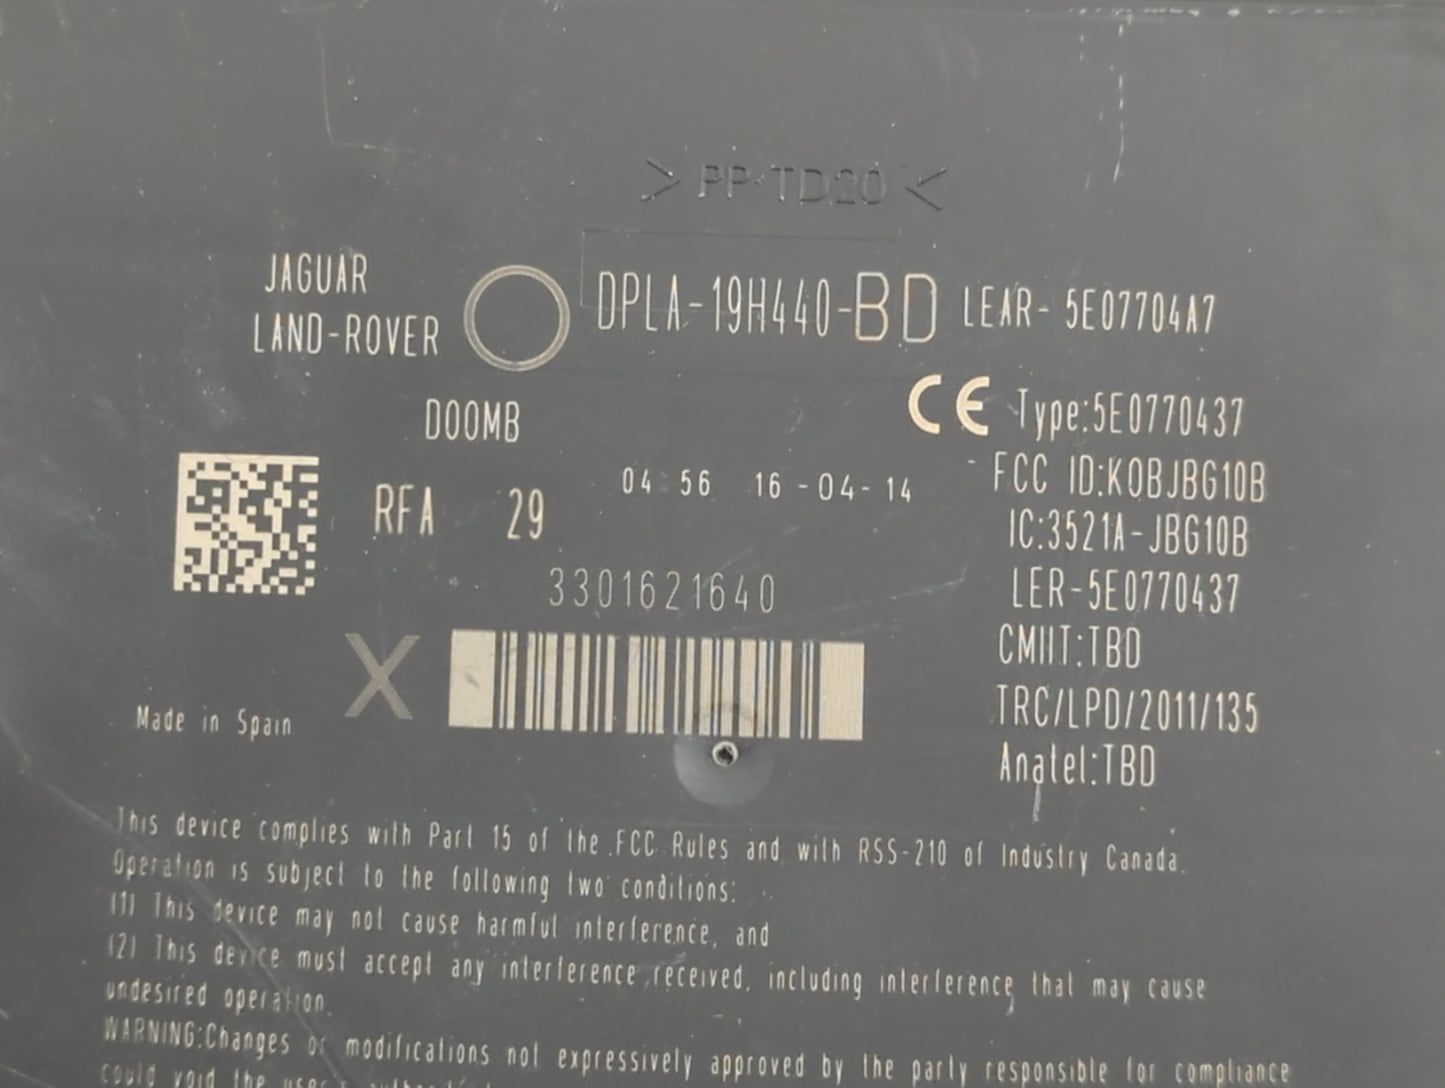 > PP-TD20 <
JAGUAR
LAND-ROVER
DPLA-19H440-BD
LEAR- 5E07704A7
D00MB
CE Type:5E0770437
FCC ID:KOBJBG10B
IC:3521A-JBG10B
LER-5E0770437
CMIIT:TBD
TRC/LPD/2011/135
Anatel:TBD
RFA 29
04 56 16-04-14
3301621640
X
Made in Spain
This device complies with Part 15 of the FCC Rules and with RSS-210 of Industry Canada.
Operation is subject to the following two conditions:
(1) This device may not cause harmful interference, and
(2) This device must accept any interference received, including interference that may cause
undesired operation.
WARNING:Changes or modifications not expressively approved by the party responsible for compliance
could void the user's